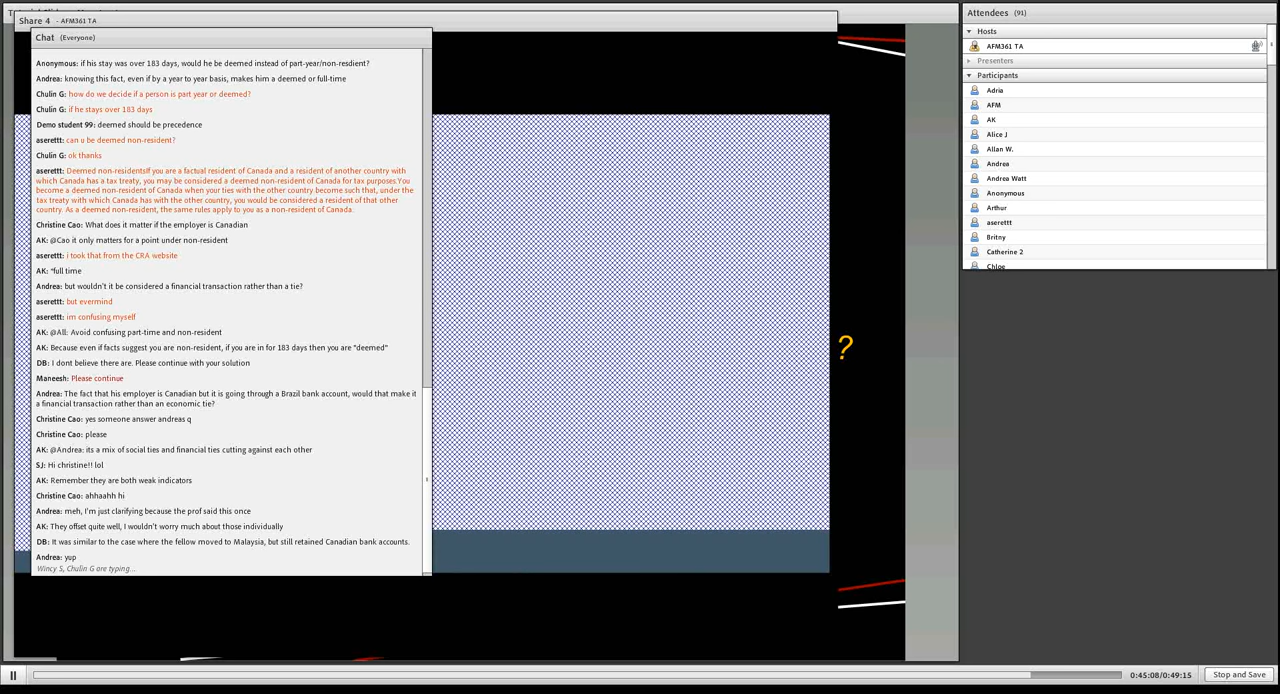 Share 4 - AFM361 TA
Chat (Everyone)
Anonymous: if his stay was over 183 days, would he be deemed instead of part-year/non-resdient?
Andrea: knowing this fact, even if by a year to year basis, makes him a deemed or full-time
Chulin G: how do we decide if a person is part year or deemed?
Chulin G: if he stays over 183 days
Demo student 99: deemed should be precedence
aserettt: can u be deemed non-resident?
Chulin G: ok thanks
aserettt: Deemed non-residentsIf you are a factual resident of Canada and a resident of another country with
which Canada has a tax treaty, you may be considered a deemed non-resident of Canada for tax purposes.You
become a deemed non-resident of Canada when your ties with the other country become such that, under the
tax treaty with which Canada has with the other country, you would be considered a resident of that other
country. As a deemed non-resident, the same rules apply to you as a non-resident of Canada.
Christine Cao: What does it matter if the employer is Canadian
AK: @Cao it only matters for a point under non-resident
aserettt: i took that from the CRA website
AK: *full time
Andrea: but wouldn't it be considered a financial transaction rather than a tie?
aserettt: but evermind
aserettt: im confusing myself
AK: @All: Avoid confusing part-time and non-resident
AK: Because even if facts suggest you are non-resident, if you are in for 183 days then you are "deemed"
DB: I dont believe there are. Please continue with your solution
Maneesh: Please continue
Andrea: The fact that his employer is Canadian but it is going through a Brazil bank account, would that make it
a financial transaction rather than an economic tie?
Christine Cao: yes someone answer andreas q
Christine Cao: please
AK: @Andrea: its a mix of social ties and financial ties cutting against each other
SJ: Hi christine!! lol
AK: Remember they are both weak indicators
Christine Cao: ahhaahh hi
Andrea: meh, I'm just clarifying because the prof said this once
AK: They offset quite well, I wouldn't worry much about those individually
DB: It was similar to the case where the fellow moved to Malaysia, but still retained Canadian bank accounts.
Andrea: yup
Wincy S, Chulin G are typing...
?
Attendees (91)
Hosts
AFM361 TA
Presenters
Participants
Adria
AFM
AK
Alice J
Allan W.
Andrea
Andrea Watt
Anonymous
Arthur
aserettt
Britny
Catherine 2
Chloe
0:45:08/0:49:15
Stop and Save